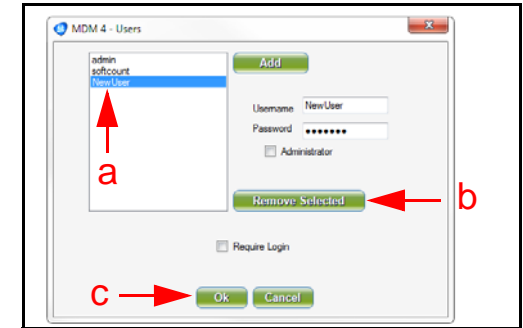 MDM 4 - Users
admin
softcount
NewUser
Add
Username NewUser
Password •••••••
Administrator
a
Remove Selected
b
Require Login
c
Ok Cancel